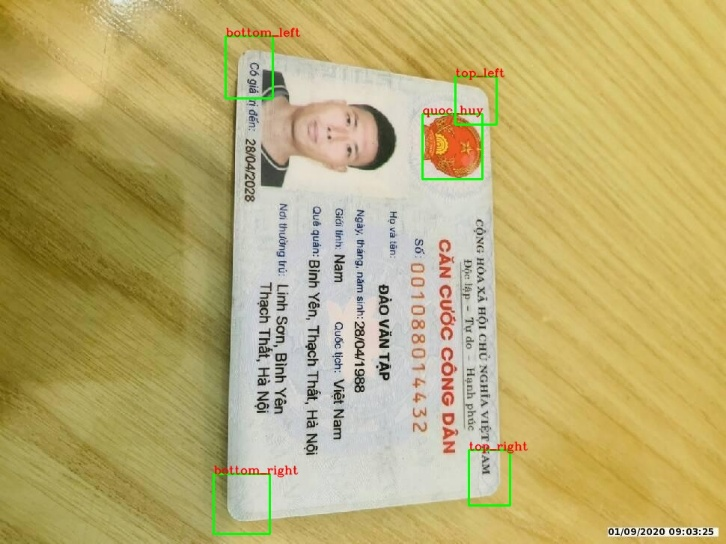 CỘNG HÒA XÃ HỘI CHỦ NGHĨA VIỆT NAM
Độc lập - Tự do - Hạnh phúc
CĂN CƯỚC CÔNG DÂN
Số: 001088014432
Họ và tên:
ĐÀO VĂN TẬP
Ngày, tháng, năm sinh: 28/04/1988
Giới tính: Nam Quốc tịch: Việt Nam
Quê quán: Bình Yên, Thạch Thất, Hà Nội
Nơi thường trú: Linh Sơn, Bình Yên
Thạch Thất, Hà Nội
Có giá trị đến: 28/04/2028
bottom_left
top_left
quoc_huy
top_right
bottom_right
01/09/2020 09:03:25